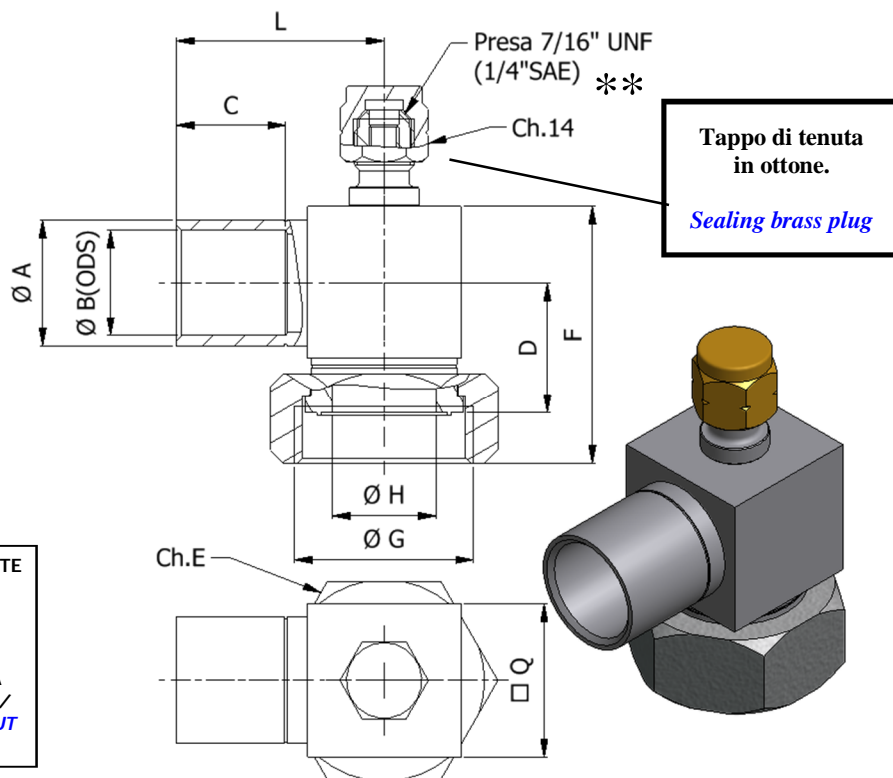 L
Presa 7/16" UNF
(1/4"SAE) **
C
Ch.14
Tappo di tenuta
in ottone.
Sealing brass plug
Ø A
Ø B(ODS)
D
F
Ø H
Ø G
Ch.E
□ Q
TE
UT